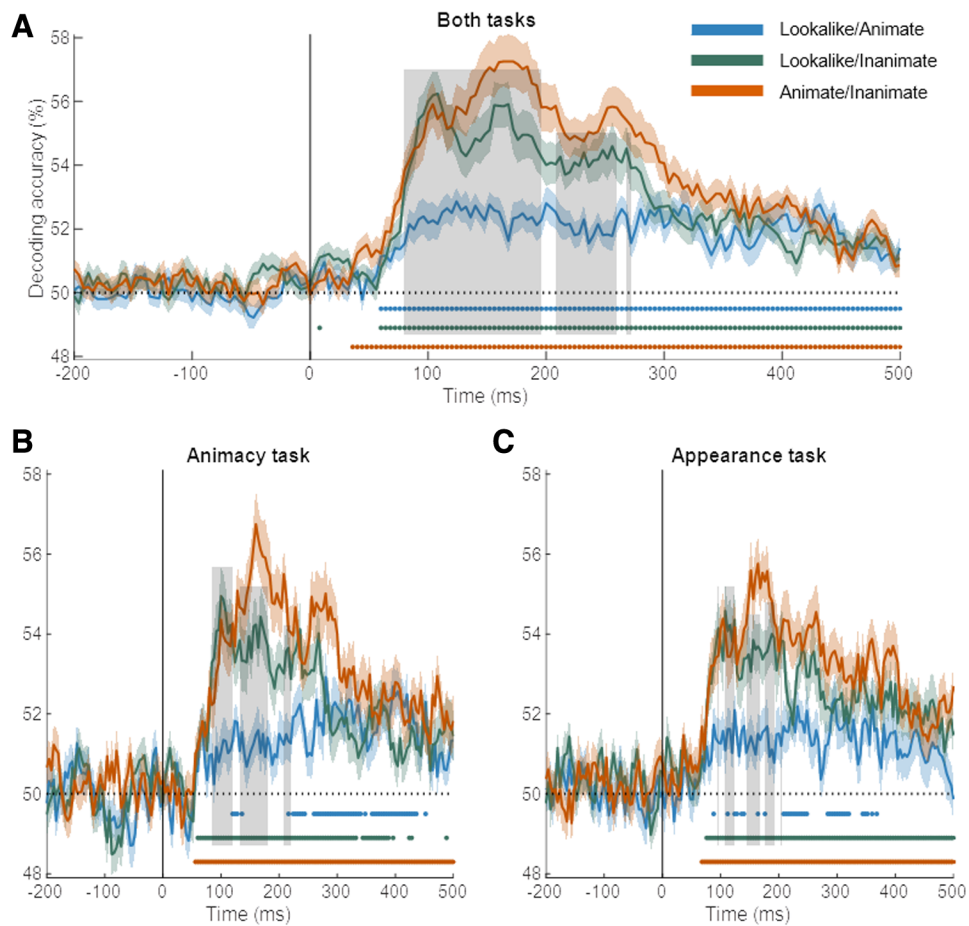 A
Both tasks
Lookalike/Animate
Lookalike/Inanimate
Animate/Inanimate
Decoding accuracy (%)
58
56
54
52
50
48
-200 -100 0 100 200 300 400 500
Time (ms)
B
Animacy task
58
56
54
52
50
48
-200 -100 0 100 200 300 400 500
Time (ms)
C
Appearance task
58
56
54
52
50
48
-200 -100 0 100 200 300 400 500
Time (ms)